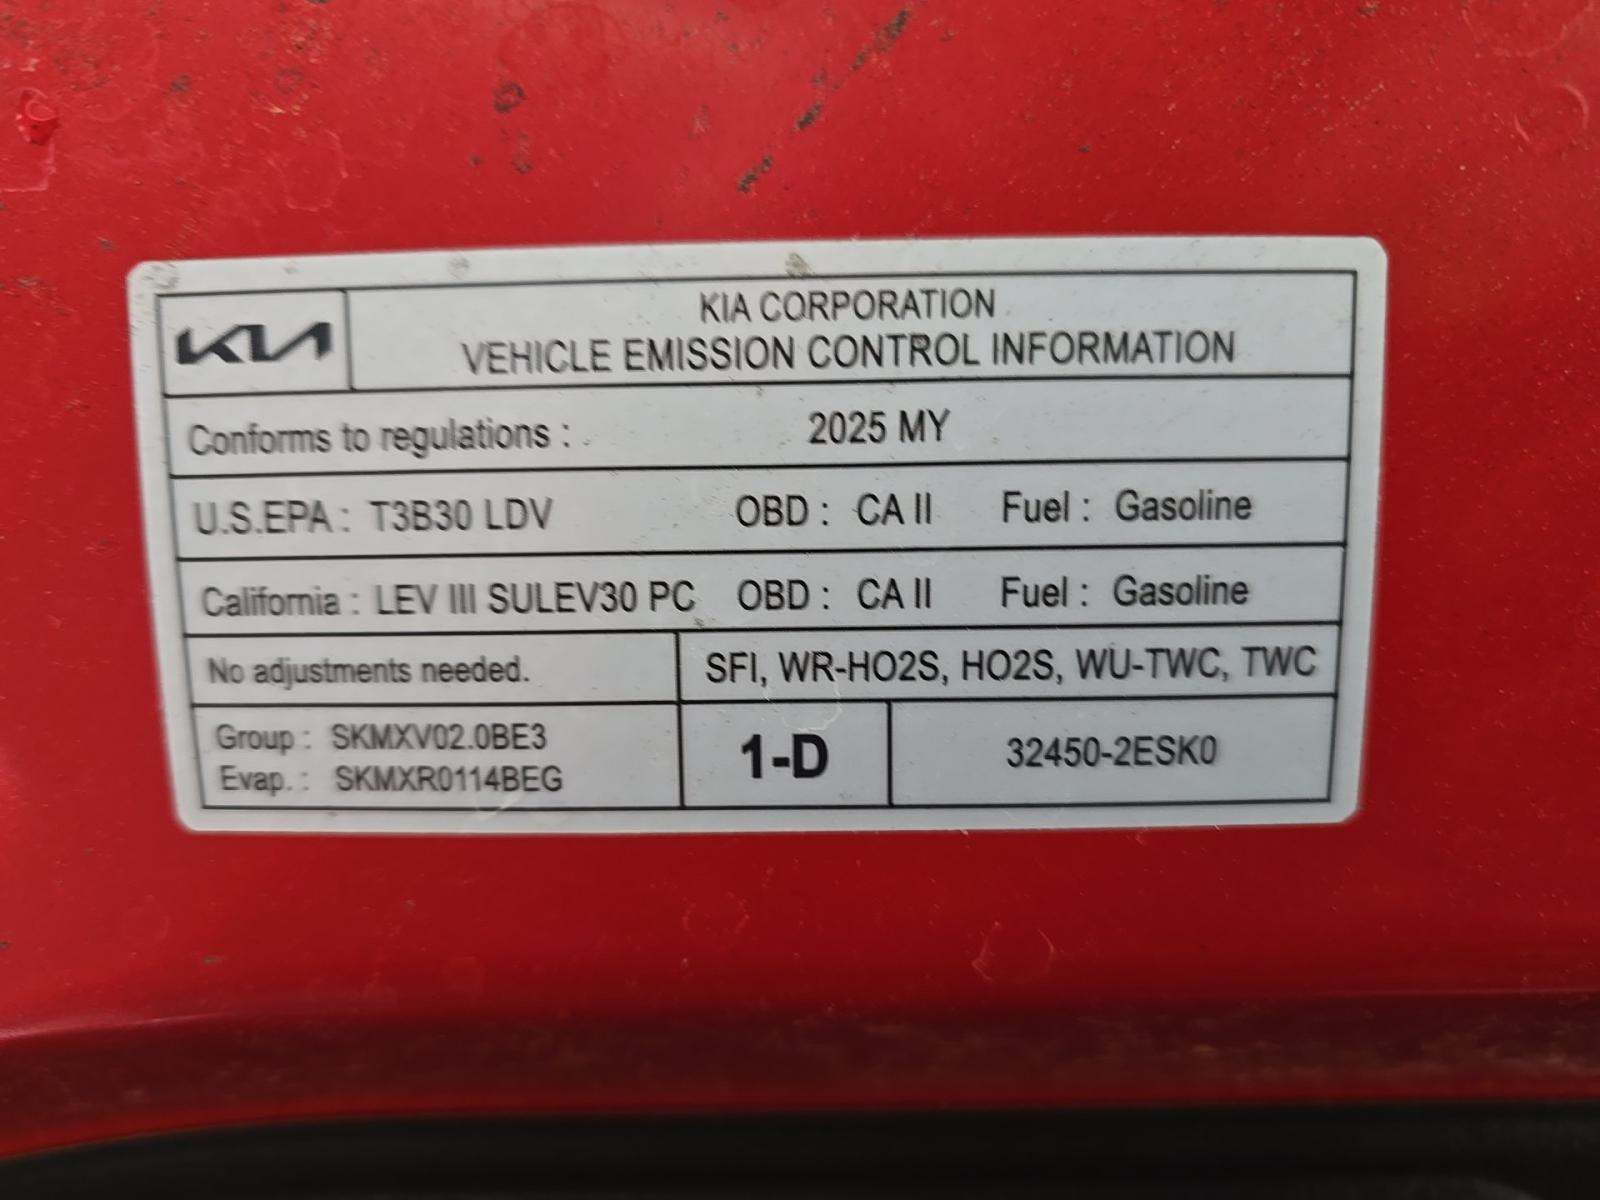 KIA KIA CORPORATION
VEHICLE EMISSION CONTROL INFORMATION
Conforms to regulations : 2025 MY
U.S.EPA : T3B30 LDV OBD : CA II Fuel : Gasoline
California : LEV III SULEV30 PC OBD : CA II Fuel : Gasoline
No adjustments needed. SFI, WR-HO2S, HO2S, WU-TWC, TWC
Group : SKMXV02.0BE3
Evap. : SKMXR0114BEG
1-D 32450-2ESK0